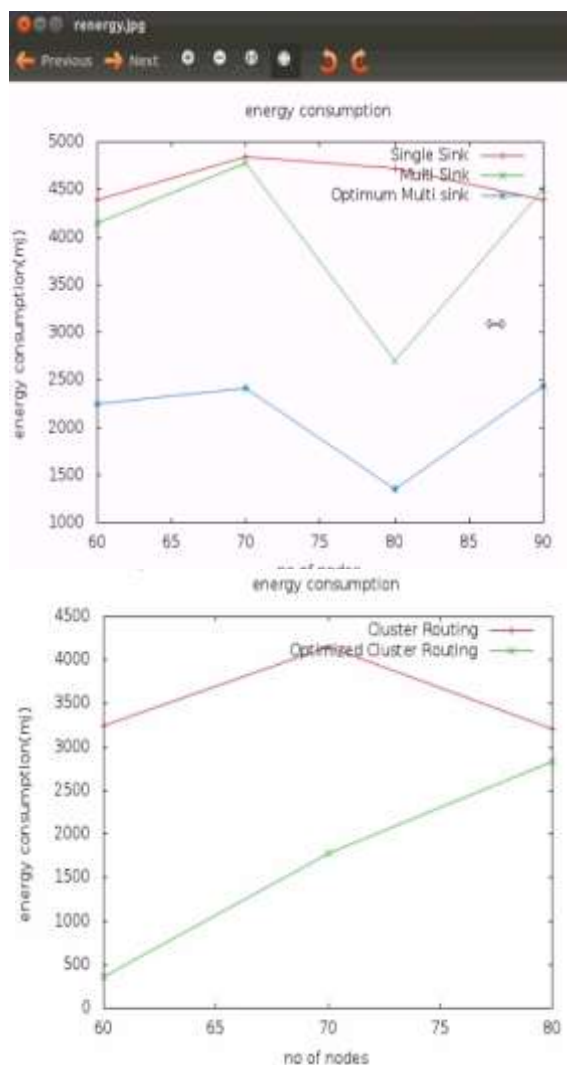 renergy.jpg
Previous Next
energy consumption
5000
4500
4000
3500
3000
2500
2000
1500
1000
energy consumption(mj)
Single Sink
Multi Sink
Optimum Multi sink
60 65 70 75 80 85 90
no of nodes
energy consumption
4500
4000
3500
3000
2500
2000
1500
1000
500
0
energy consumption(mj)
Cluster Routing
Optimized Cluster Routing
60 65 70 75 80
no of nodes